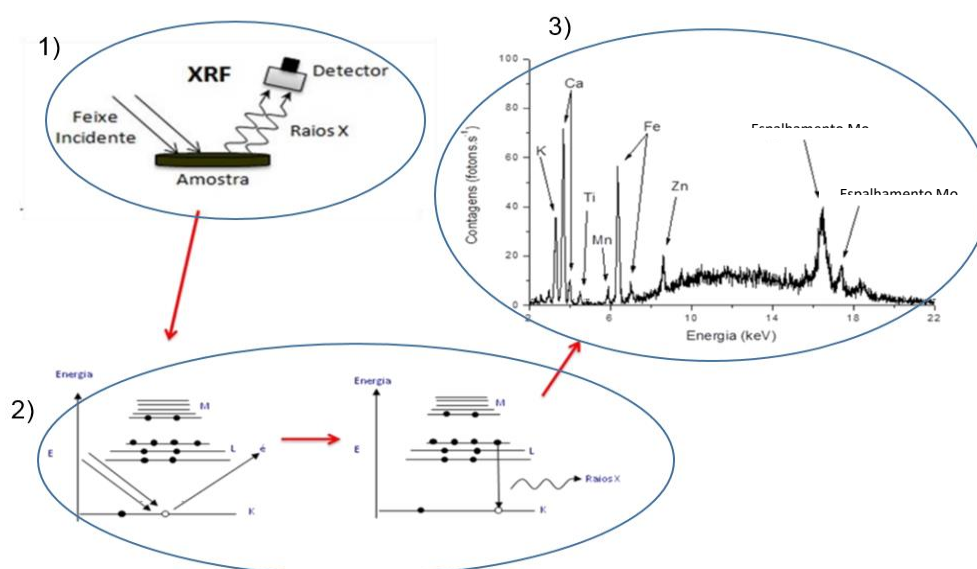 1)
XRF
Detector
Feixe
Incidente
Raios X
Amostra
3)
Contagens (fotons.s⁻¹)
100
80
60
40
20
0
2
6
10
14
18
22
Energia (keV)
K
Ca
Ti
Mn
Fe
Zn
Espalhamento Mo
Espalhamento Mo
2)
Energia
E
M
L
é
K
Energia
E
M
L
Raios X
K